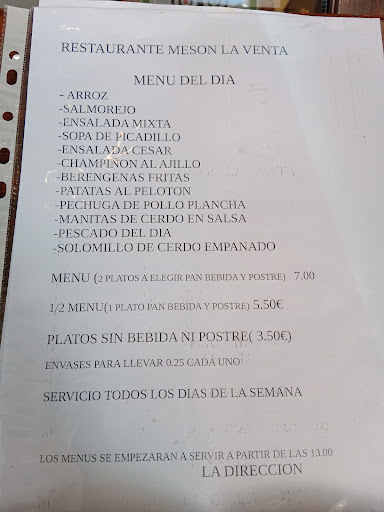 RESTAURANTE MESON LA VENTA
MENU DEL DIA
- ARROZ
-SALMOREJO
-ENSALADA MIXTA
-SOPA DE PICADILLO
-ENSALADA CESAR
-CHAMPIÑON AL AJILLO
-BERENGENAS FRITAS
-PATATAS AL PELOTON
-PECHUGA DE POLLO PLANCHA
-MANITAS DE CERDO EN SALSA
-PESCADO DEL DIA
-SOLOMILLO DE CERDO EMPANADO
MENU (2 PLATOS A ELEGIR PAN BEBIDA Y POSTRE) 7.00
1/2 MENU(1 PLATO PAN BEBIDA Y POSTRE) 5.50€
PLATOS SIN BEBIDA NI POSTRE( 3.50€)
ENVASES PARA LLEVAR 0.25 CADA UNO
SERVICIO TODOS LOS DIAS DE LA SEMANA
LOS MENUS SE EMPEZARAN A SERVIR A PARTIR DE LAS 13.00
LA DIRECCION